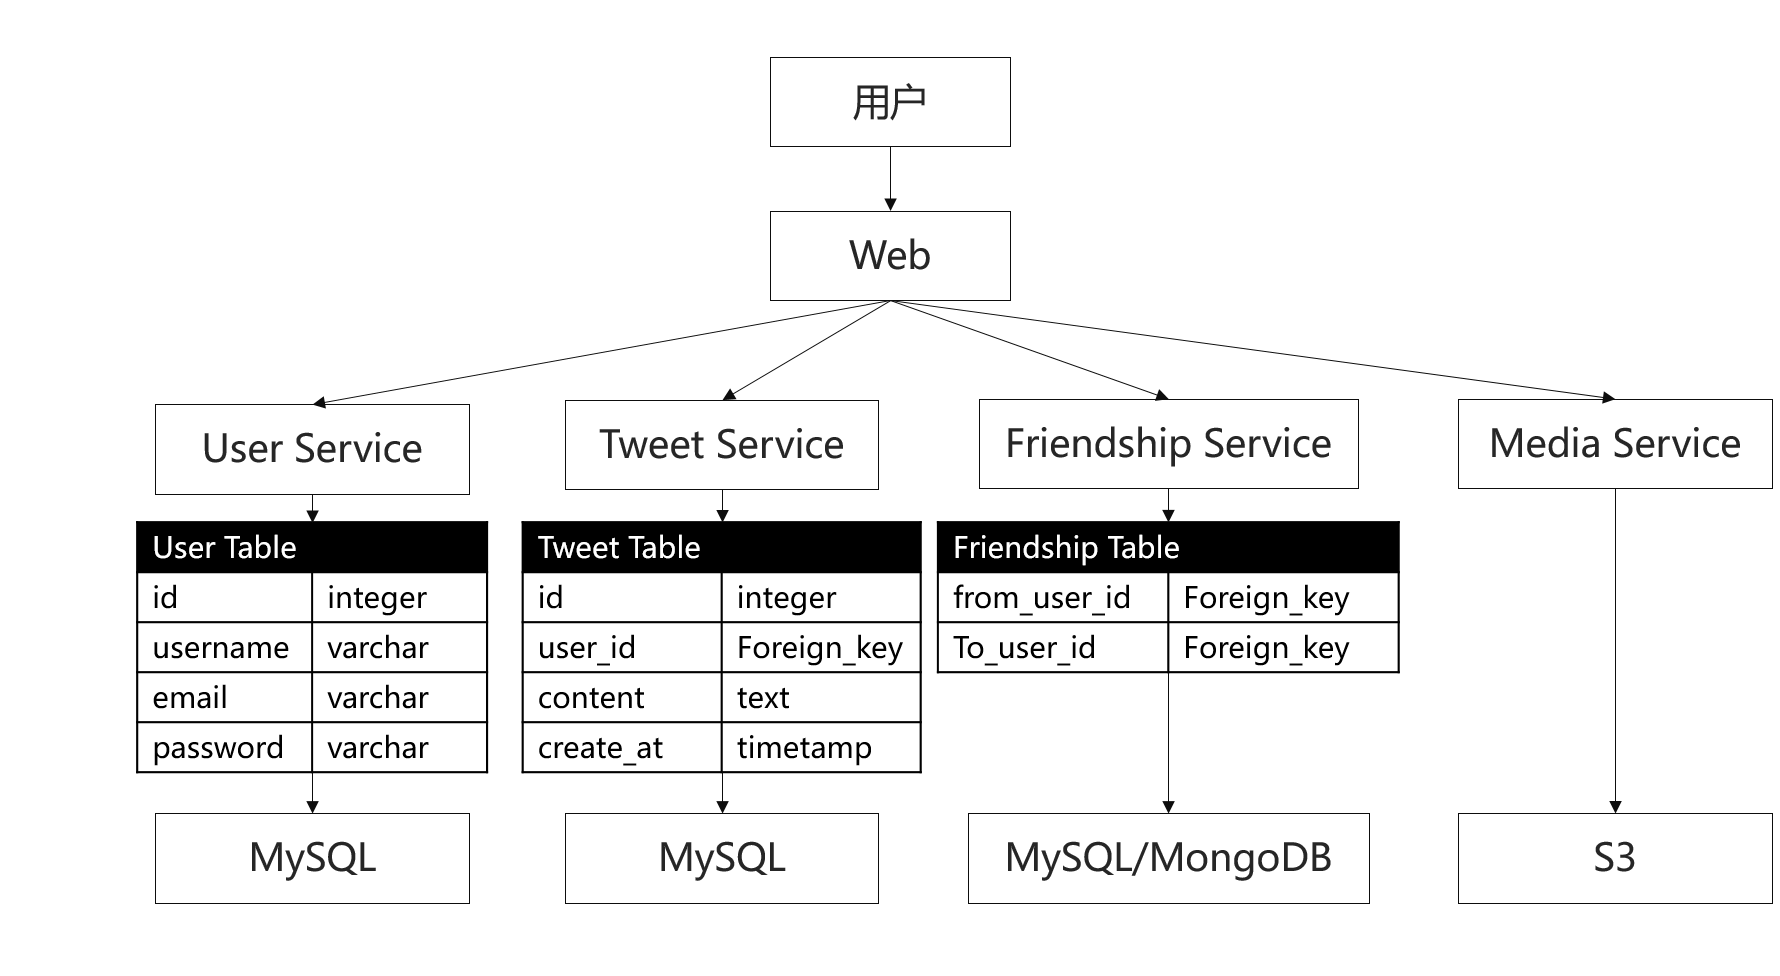 用户
Web
User Service
Tweet Service
Friendship Service
Media Service
User Table
id integer
username varchar
email varchar
password varchar
Tweet Table
id integer
user_id Foreign_key
content text
create_at timetamp
Friendship Table
from_user_id Foreign_key
To_user_id Foreign_key
MySQL
MySQL
MySQL/MongoDB
S3